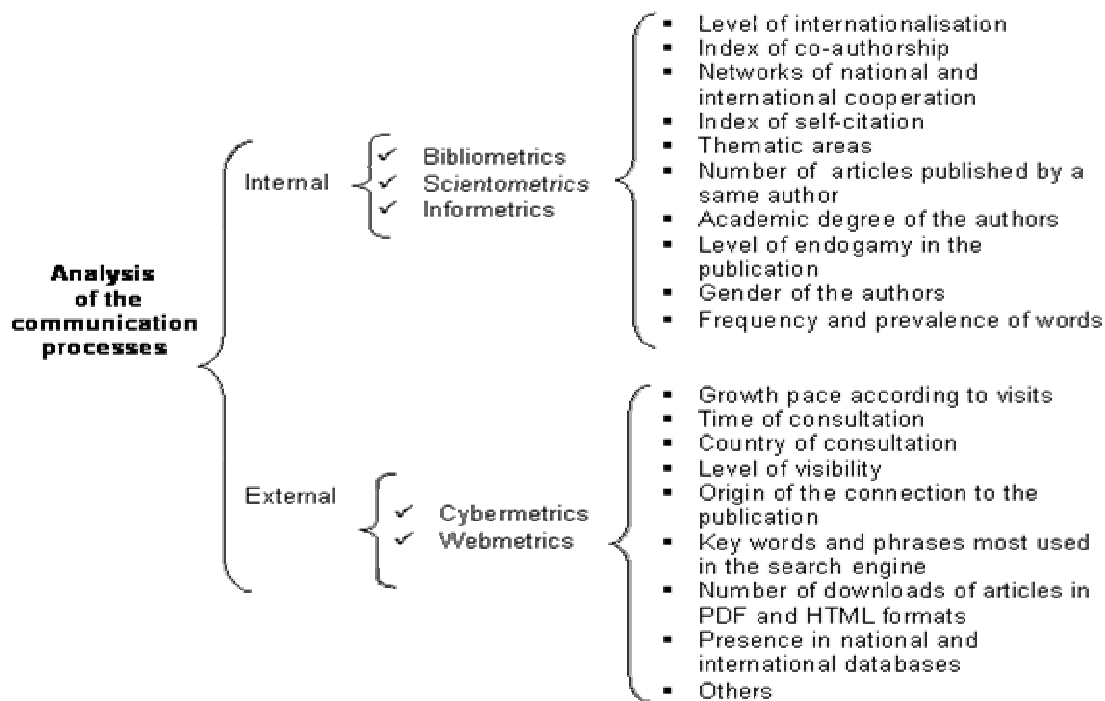 Analysis
of the
communication
processes
Internal
✓ Bibliometrics
✓ Scientometrics
✓ Informetrics
▪ Level of internationalisation
▪ Index of co-authorship
▪ Networks of national and
international cooperation
▪ Index of self-citation
▪ Thematic areas
▪ Number of articles published by a
same author
▪ Academic degree of the authors
▪ Level of endogamy in the
publication
▪ Gender of the authors
▪ Frequency and prevalence of words
External
✓ Cybermetrics
✓ Webmetrics
▪ Growth pace according to visits
▪ Time of consultation
▪ Country of consultation
▪ Level of visibility
▪ Origin of the connection to the
publication
▪ Key words and phrases most used
in the search engine
▪ Number of downloads of articles in
PDF and HTML formats
▪ Presence in national and
international databases
▪ Others